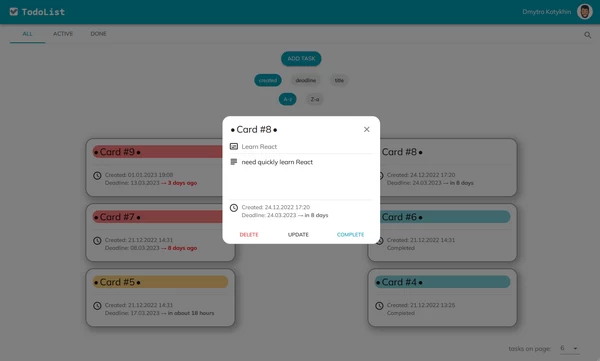 TodoList
Dmytro Kotykhin
ALL ACTIVE DONE
ADD TASK
created deadline title
A-z Z-a
• Card #9 •
Created: 01.01.2023 19:09
Deadline: 13.03.2023 → 3 days ago
• Card #8 •
Created: 24.12.2022 17:20
Deadline: 24.03.2023 → in 8 days
• Card #7 •
Created: 21.12.2022 14:31
Deadline: 08.03.2023 → 8 days ago
• Card #6 •
Created: 21.12.2022 14:31
Completed
• Card #5 •
Created: 21.12.2022 14:31
Deadline: 17.03.2023 → in about 18 hours
• Card #4 •
Created: 21.12.2022 13:25
Completed
• Card #8 •
Learn React
need quickly learn React
Created: 24.12.2022 17:20
Deadline: 24.03.2023 → in 8 days
DELETE UPDATE COMPLETE
tasks on page: 6